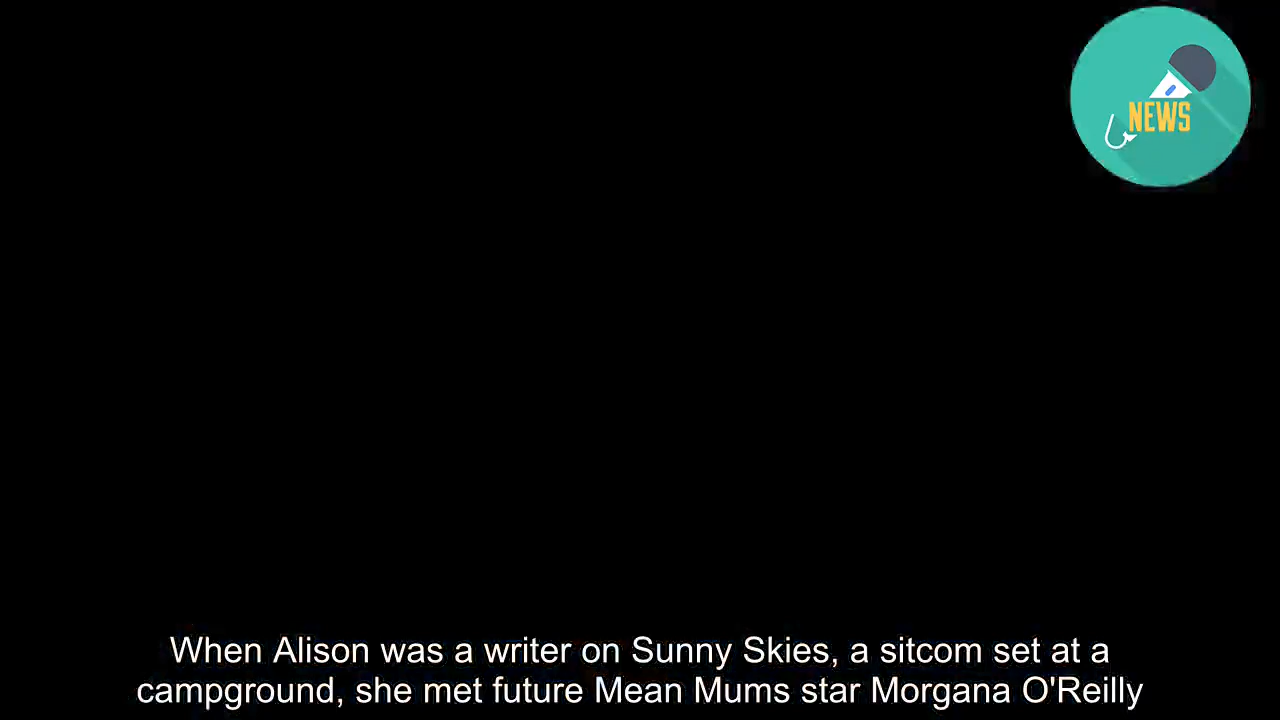 NEWS
When Alison was a writer on Sunny Skies, a sitcom set at a
campground, she met future Mean Mums star Morgana O'Reilly